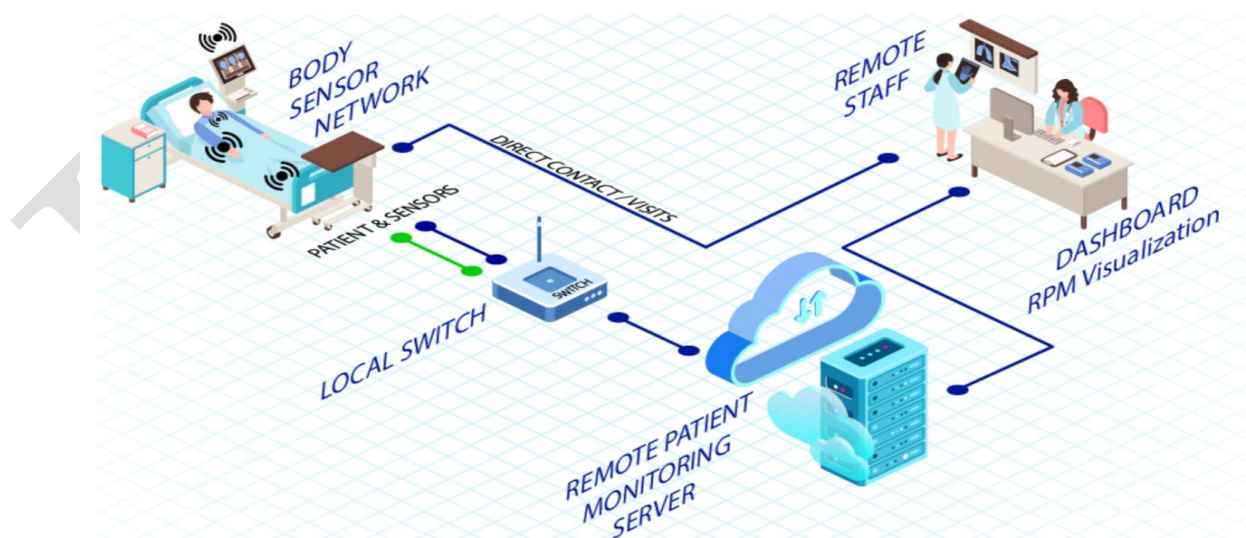 BODY
SENSOR
NETWORK
REMOTE
STAFF
DIRECT CONTACT / VISITS
PATIENT & SENSORS
SWITCH
LOCAL SWITCH
DASHBOARD
RPM Visualization
REMOTE PATIENT
MONITORING
SERVER